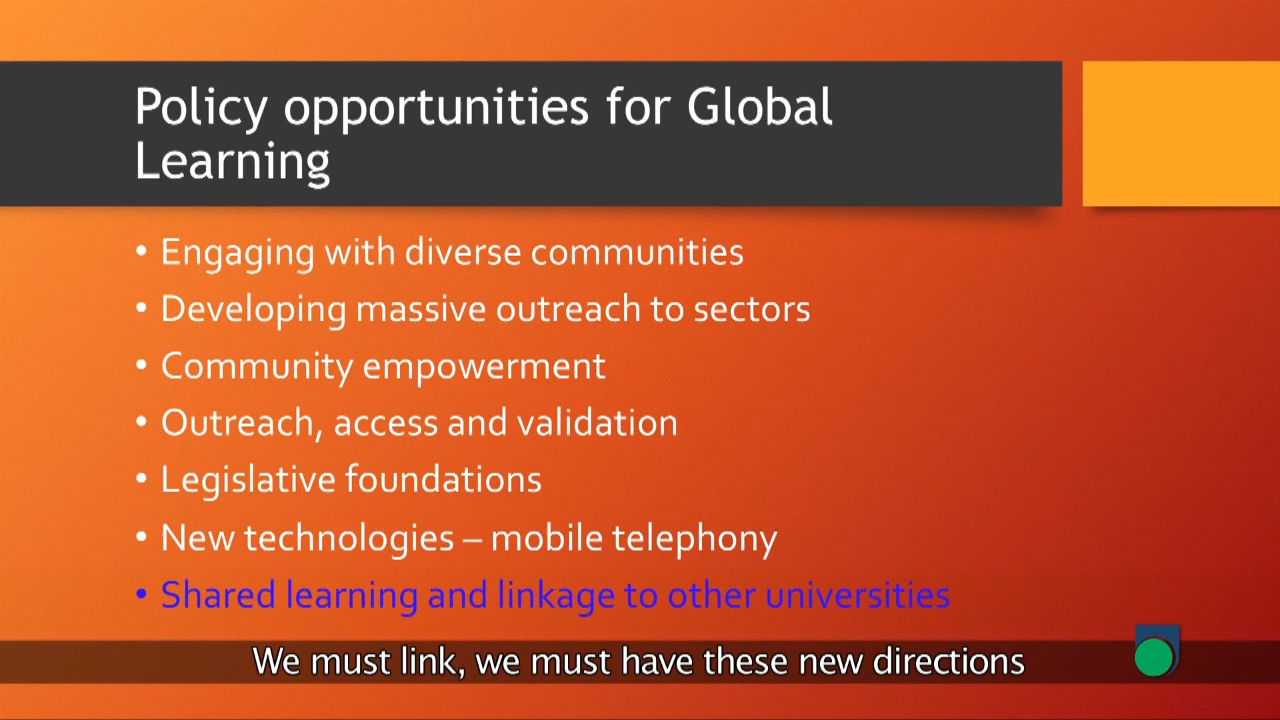 Policy opportunities for Global
Learning
• Engaging with diverse communities
• Developing massive outreach to sectors
• Community empowerment
• Outreach, access and validation
• Legislative foundations
• New technologies – mobile telephony
• Shared learning and linkage to other universities
We must link, we must have these new directions